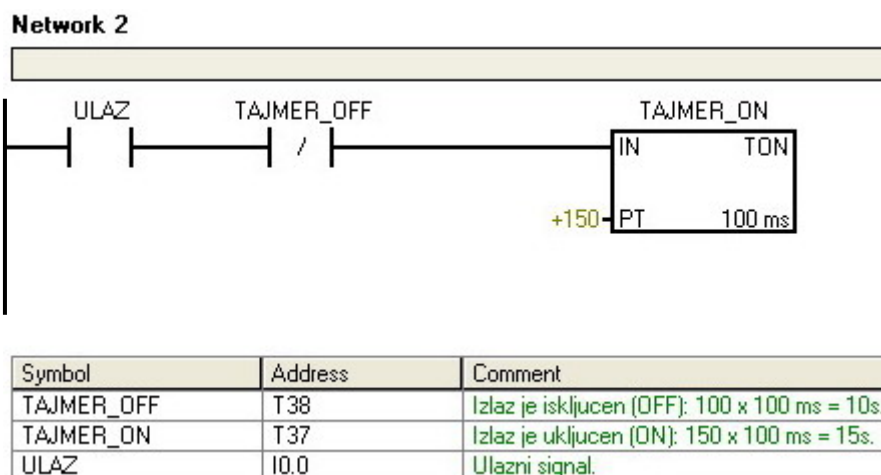 Network 2
ULAZ TAJMER_OFF TAJMER_ON
/ IN TON
+150 PT 100 ms
Symbol Address Comment
TAJMER_OFF T38 Izlaz je iskljucen (OFF): 100 x 100 ms = 10s
TAJMER_ON T37 Izlaz je ukljucen (ON): 150 x 100 ms = 15s.
ULAZ I0.0 Ulazni signal.